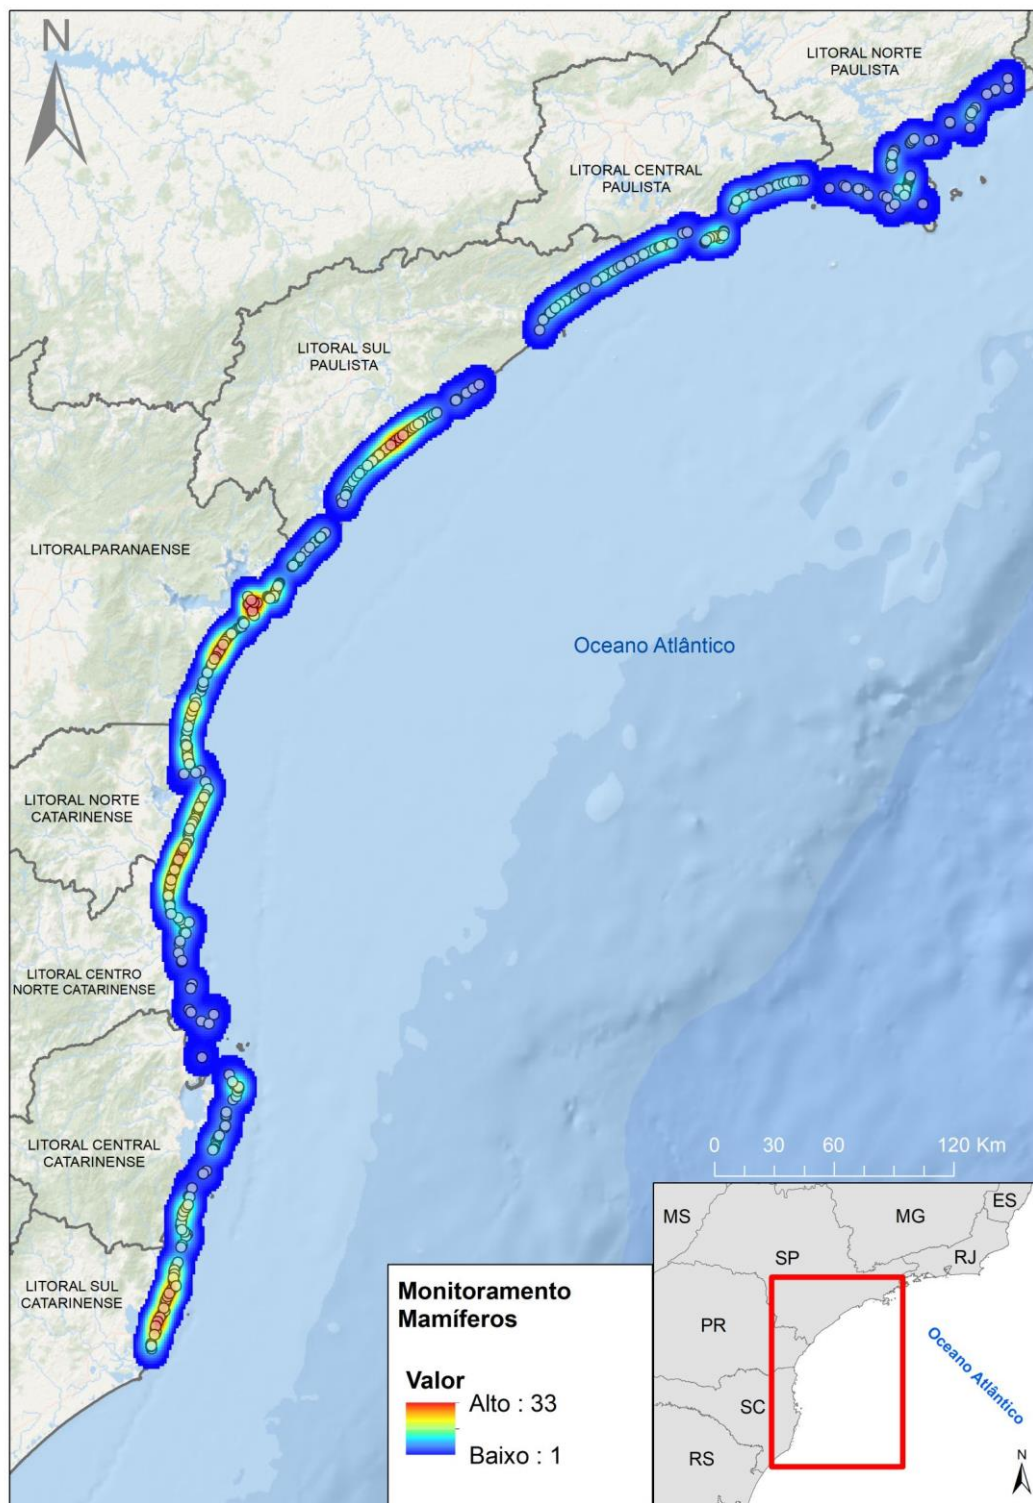 N
LITORAL NORTE
PAULISTA
LITORAL CENTRAL
PAULISTA
LITORAL SUL
PAULISTA
LITORALPARANAENSE
Oceano Atlântico
LITORAL NORTE
CATARINENSE
LITORAL CENTRO
NORTE CATARINENSE
LITORAL CENTRAL
CATARINENSE
LITORAL SUL
CATARINENSE
0 30 60 120 Km
Monitoramento
Mamíferos
Valor
Alto : 33
Baixo : 1
MS
MG
ES
SP
RJ
PR
SC
RS
Oceano
Atlântico
N